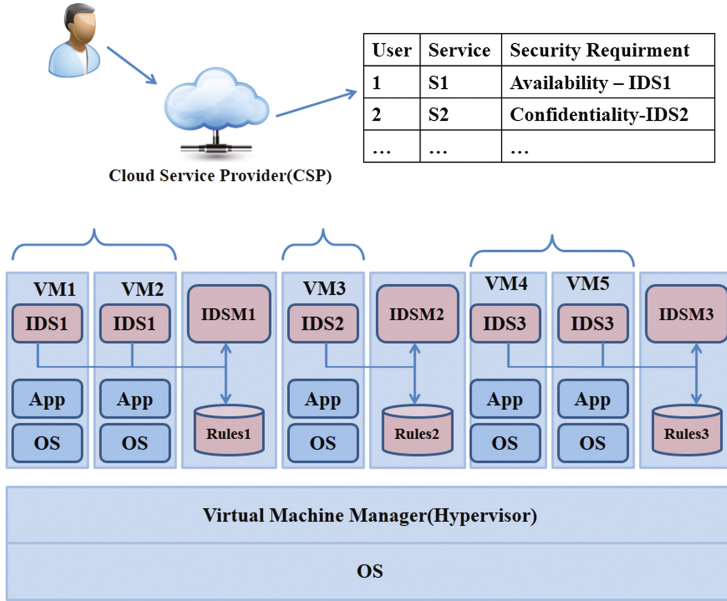 User Service Security Requirment
1 S1 Availability – IDS1
2 S2 Confidentiality-IDS2
... ... ...
Cloud Service Provider(CSP)
VM1 VM2 VM3 VM4 VM5
IDS1 IDS1 IDSM1 IDS2 IDSM2 IDS3 IDS3 IDSM3
App App App App App
Rules1 Rules2 Rules3
OS OS OS OS OS
Virtual Machine Manager(Hypervisor)
OS